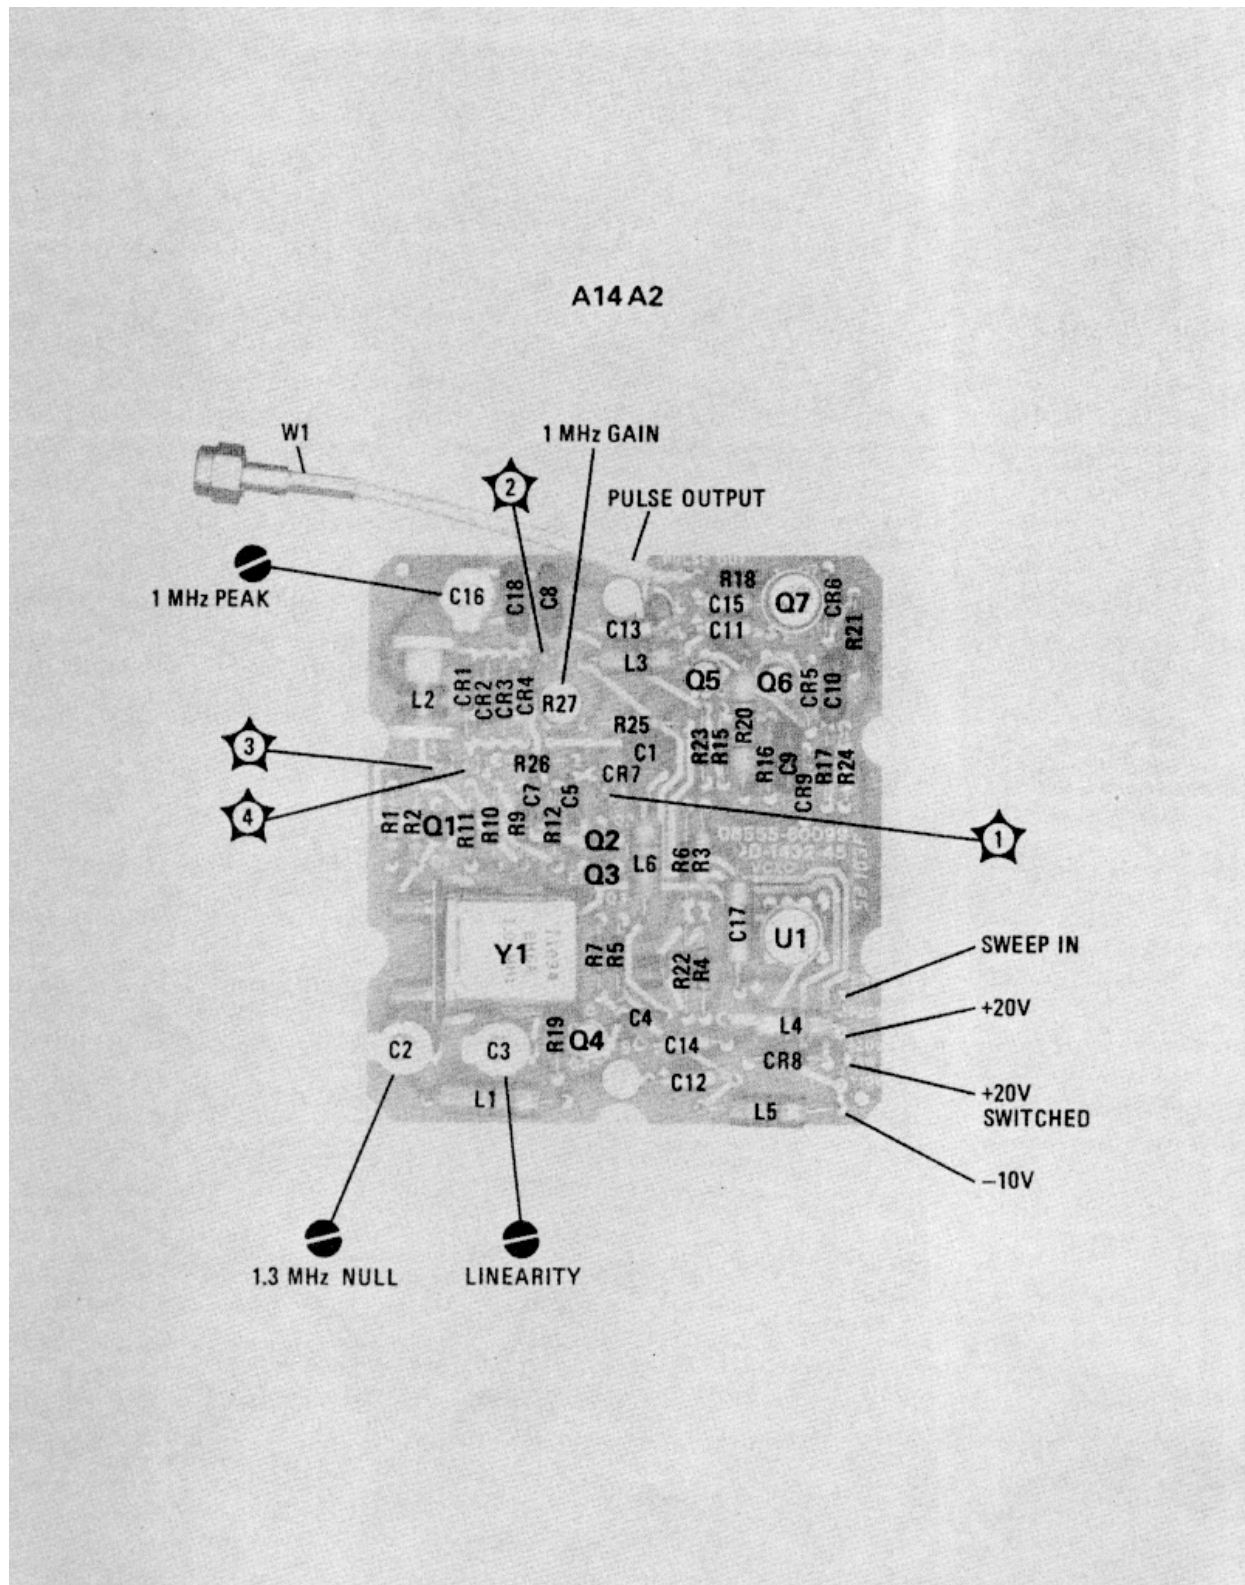 A14A2
W1
1 MHz GAIN
2
PULSE OUTPUT
1 MHz PEAK
C16
C18
C8
R18
C15
Q7
CR6
C13
C11
R21
L3
L2
CR1
CR2
CR3
CR4
R27
Q5
Q6
CR5
C10
R25
3
R26
C1
CR7
R23
R15
R20
R16
C9
CR9
R17
R24
4
R1
R2
Q1
R11
R10
R9
C7
R12
C5
Q2
1
Q3
L6
R6
R3
C17
U1
Y1
R7
R5
R22
R4
SWEEP IN
+20V
C4
L4
C2
C3
R19
Q4
C14
CR8
C12
L1
L5
+20V
SWITCHED
−10V
1.3 MHz NULL
LINEARITY